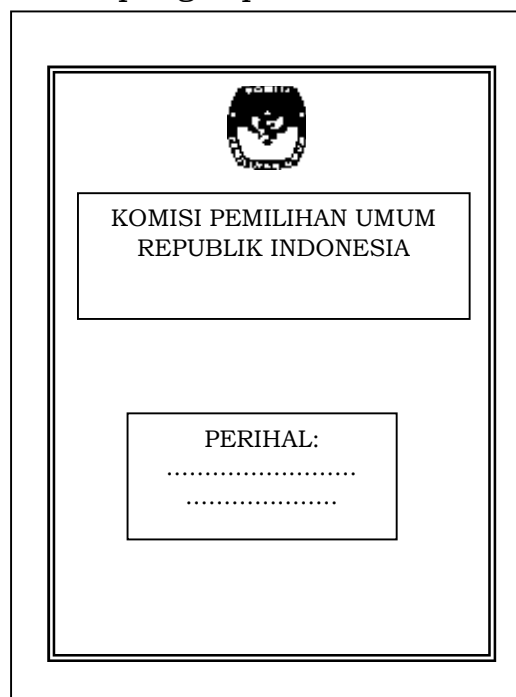 KOMISI PEMILIHAN UMUM
REPUBLIK INDONESIA
PERIHAL:
.........................
....................